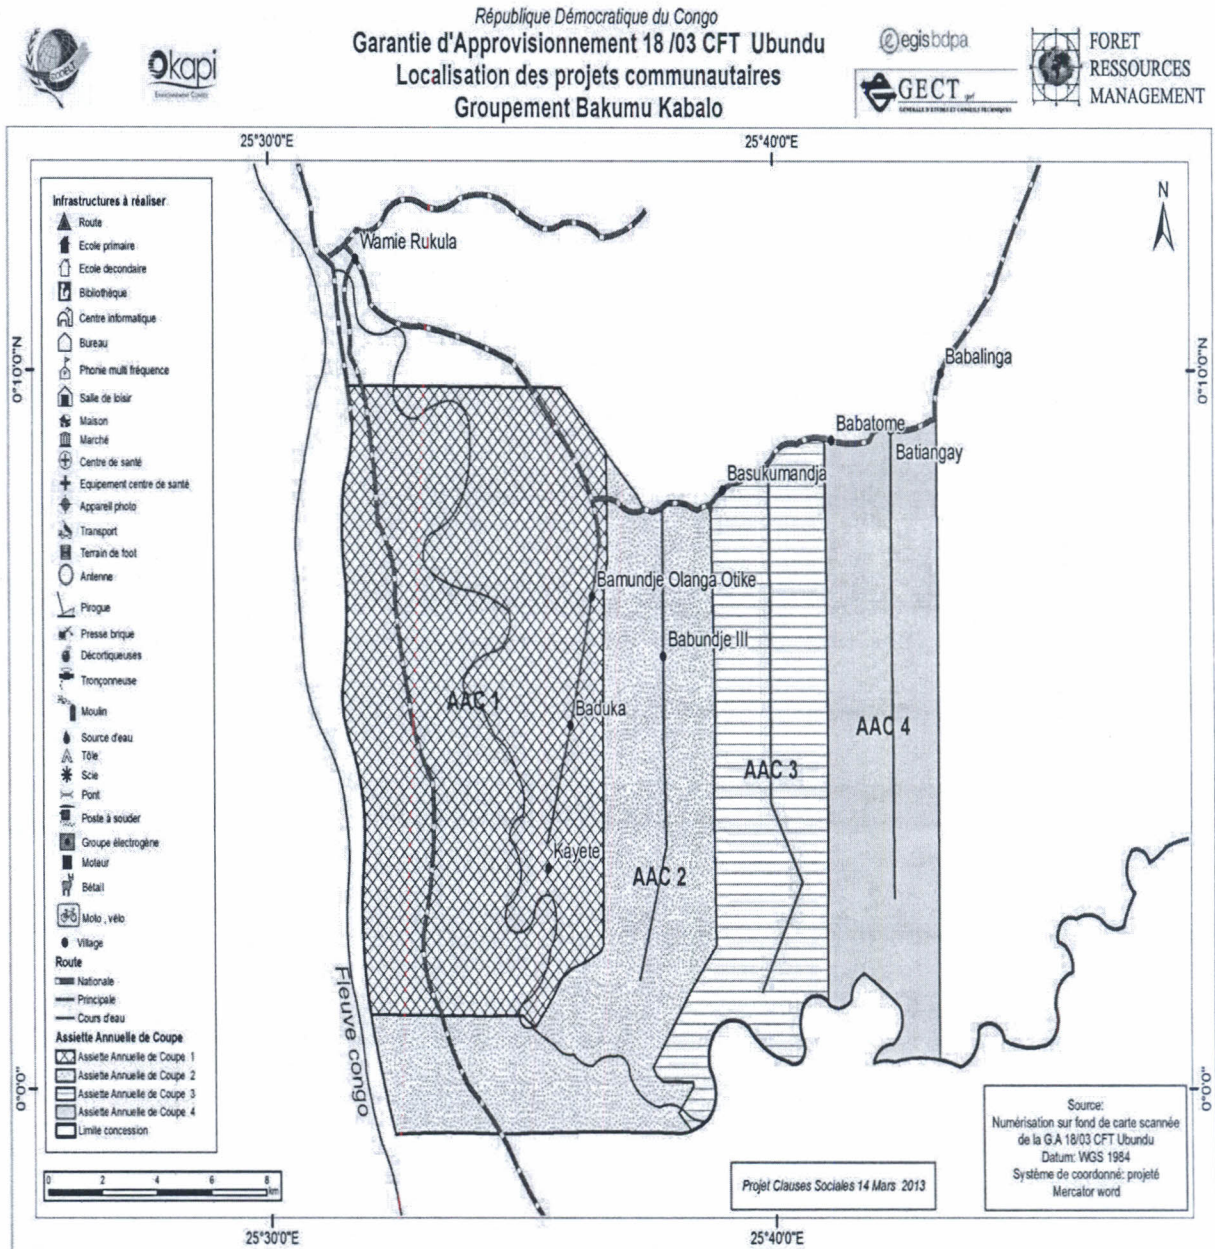 République Démocratique du Congo
Garantie d'Approvisionnement 18 /03 CFT Ubundu
Localisation des projets communautaires
Groupement Bakumu Kabalo
Okapi
egisbdpa
GECT
FORET
RESSOURCES
MANAGEMENT
25°30'0"E
25°40'0"E
Infrastructures à réaliser
Route
Ecole primaire
Ecole decondaire
Bibliothèque
Centre informatique
Bureau
Phonie multi fréquence
Salle de loisir
Maison
Marché
Centre de santé
Equipement centre de santé
Appareil photo
Transport
Terrain de foot
Antenne
Pirogue
Presse brique
Décortiqueuses
Tronçonneuse
Moulin
Source d'eau
Tôle
Scie
Pont
Poste à souder
Groupe électrogène
Moteur
Bétail
Moto , vélo
Village
Route
Nationale
Principale
Cours d'eau
Assiette Annuelle de Coupe
Assiette Annuelle de Coupe 1
Assiette Annuelle de Coupe 2
Assiette Annuelle de Coupe 3
Assiette Annuelle de Coupe 4
Limite concession
N
Wamie Rukula
0°10'0"N
0°10'0"N
Babalinga
Babatome
Batiangay
Basukumandja
Bamundje Olanga Otike
Babundje III
AAC 1
Baduka
AAC 4
AAC 3
Kayete
AAC 2
Fleuve congo
0°0'0"
0°0'0"
0 2 4 6 8
km
Projet Clauses Sociales 14 Mars 2013
Source:
Numérisation sur fond de carte scannée
de la G.A 18/03 CFT Ubundu
Datum: WGS 1984
Système de coordonné: projeté
Mercator word
25°30'0"E
25°40'0"E